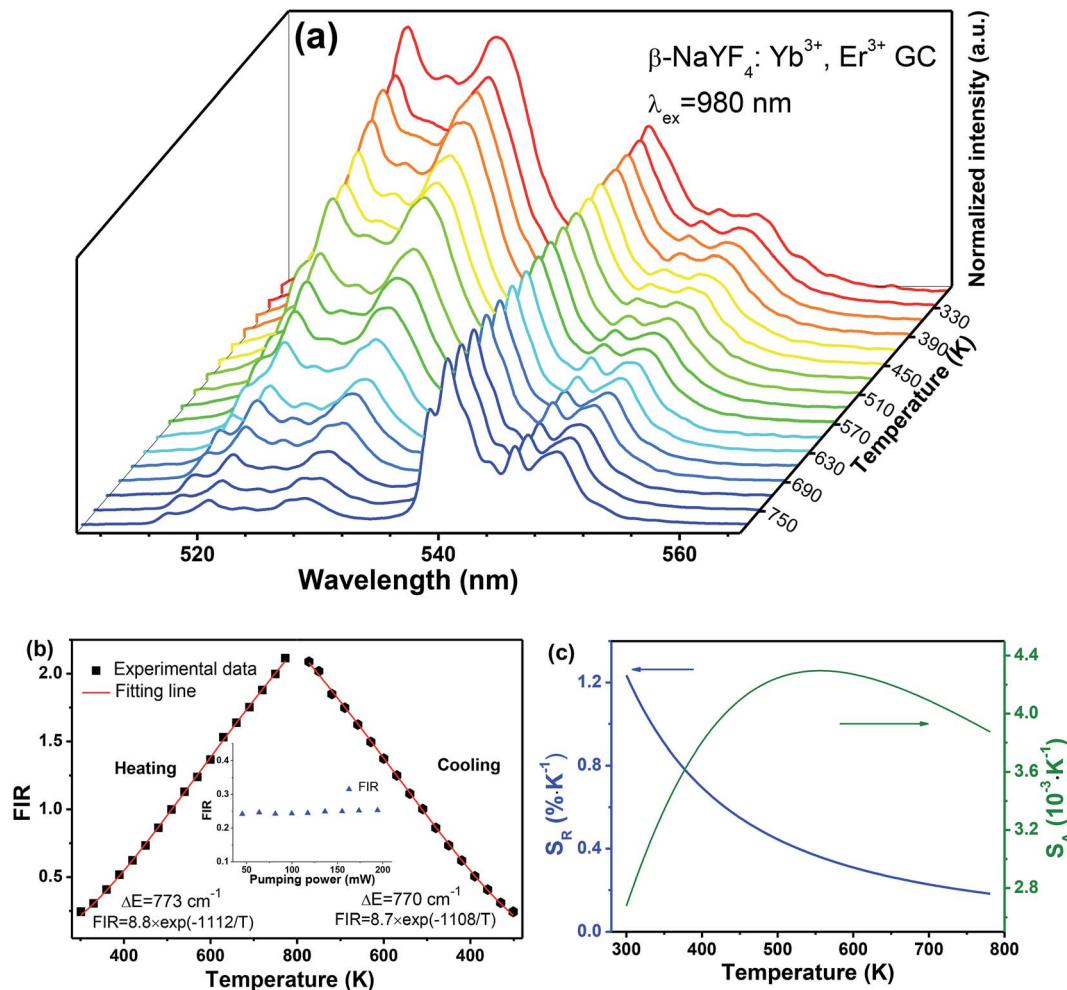 (a)
β-NaYF4: Yb3+, Er3+ GC
λex=980 nm
Normalized intensity (a.u.)
330
390
450
510
570
630
690
750
Temperature (K)
520 540 560
Wavelength (nm)
(b)
Experimental data
Fitting line
Heating
Cooling
FIR
2.0
1.5
1.0
0.5
0.4
0.3
0.2
0.1
FIR
FIR
50 100 150 200
Pumping power (mW)
ΔE=773 cm-1
FIR=8.8×exp(-1112/T)
ΔE=770 cm-1
FIR=8.7×exp(-1108/T)
400 600 800 600 400
Temperature (K)
(c)
SR (%·K-1)
1.2
0.8
0.4
0.0
4.4
4.0
3.6
3.2
2.8
SA (10-3·K-1)
300 400 500 600 700 800
Temperature (K)